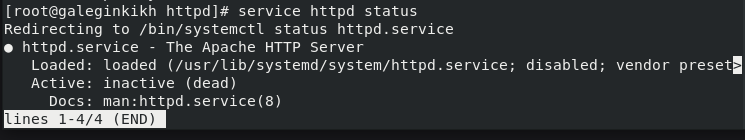 [root@galeginkikh httpd]# service httpd status
Redirecting to /bin/systemctl status httpd.service
● httpd.service - The Apache HTTP Server
   Loaded: loaded (/usr/lib/systemd/system/httpd.service; disabled; vendor preset>
   Active: inactive (dead)
     Docs: man:httpd.service(8)
lines 1-4/4 (END)